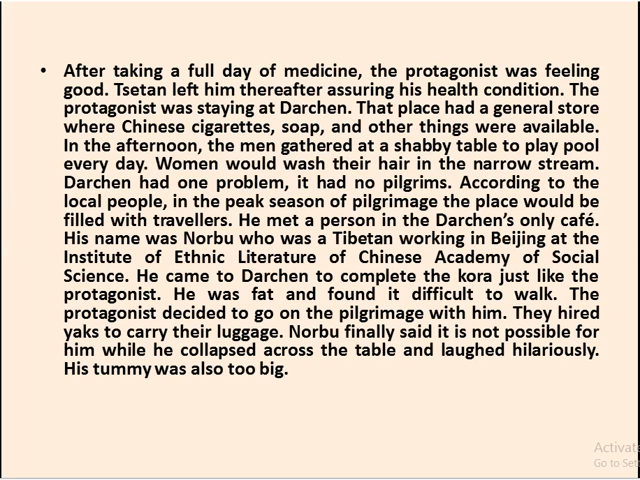 • After taking a full day of medicine, the protagonist was feeling
good. Tsetan left him thereafter assuring his health condition. The
protagonist was staying at Darchen. That place had a general store
where Chinese cigarettes, soap, and other things were available.
In the afternoon, the men gathered at a shabby table to play pool
every day. Women would wash their hair in the narrow stream.
Darchen had one problem, it had no pilgrims. According to the
local people, in the peak season of pilgrimage the place would be
filled with travellers. He met a person in the Darchen’s only café.
His name was Norbu who was a Tibetan working in Beijing at the
Institute of Ethnic Literature of Chinese Academy of Social
Science. He came to Darchen to complete the kora just like the
protagonist. He was fat and found it difficult to walk. The
protagonist decided to go on the pilgrimage with him. They hired
yaks to carry their luggage. Norbu finally said it is not possible for
him while he collapsed across the table and laughed hilariously.
His tummy was also too big.
Activate
Go to Set